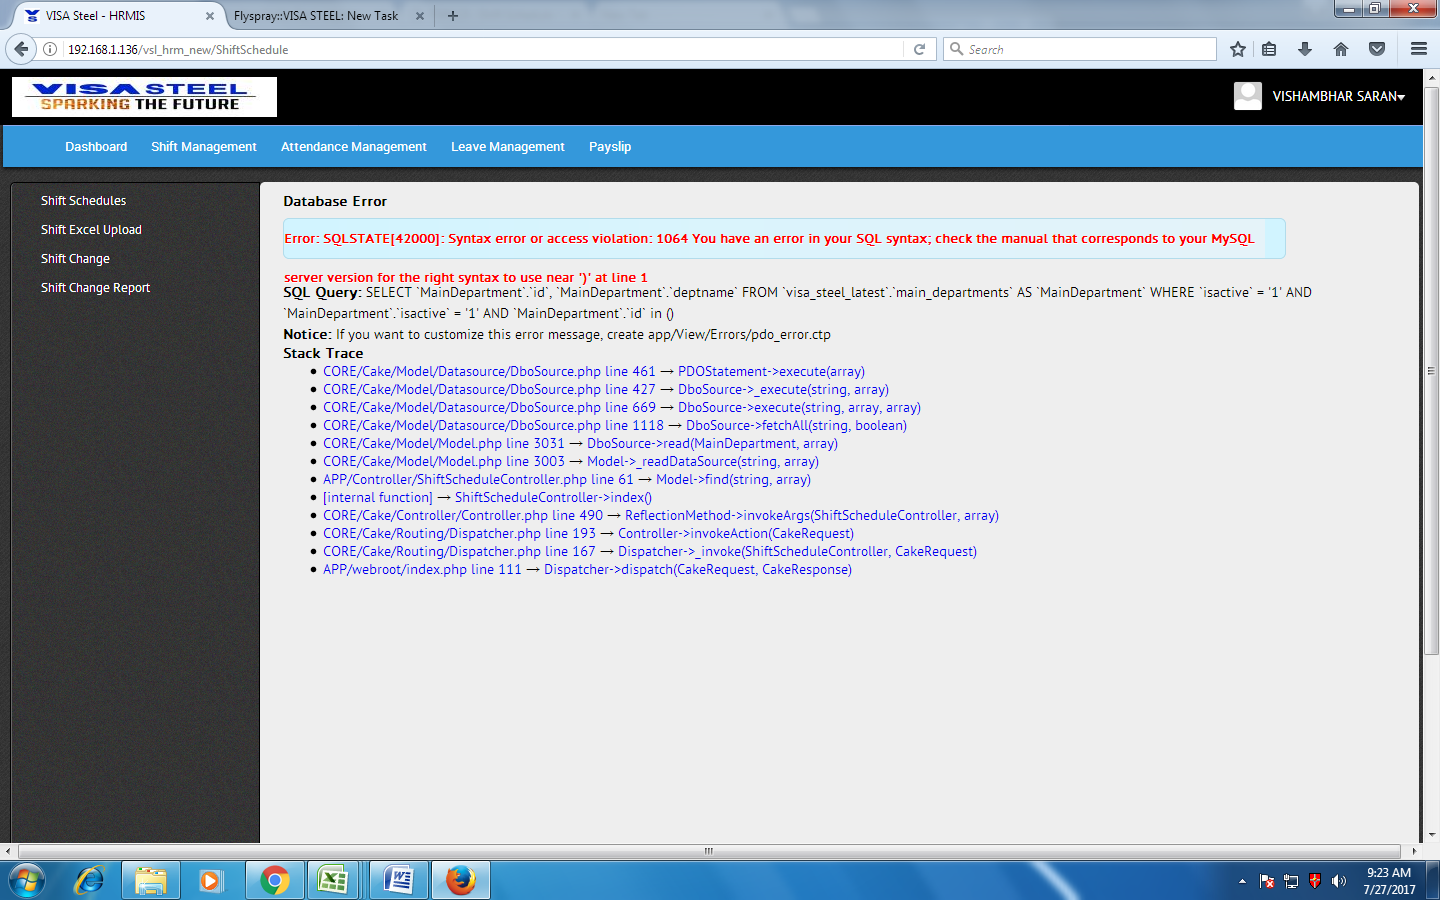 VISA Steel - HRMIS
Flyspray::VISA STEEL: New Task
192.168.1.136/vsl_hrm_new/ShiftSchedule
Search
VISA STEEL
SPARKING THE FUTURE
VISHAMBHAR SARAN
Dashboard Shift Management Attendance Management Leave Management Payslip
Shift Schedules
Shift Excel Upload
Shift Change
Shift Change Report
Database Error
Error: SQLSTATE[42000]: Syntax error or access violation: 1064 You have an error in your SQL syntax; check the manual that corresponds to your MySQL
server version for the right syntax to use near ')' at line 1
SQL Query: SELECT `MainDepartment`.`id`, `MainDepartment`.`deptname` FROM `visa_steel_latest`.`main_departments` AS `MainDepartment` WHERE `isactive` = '1' AND
`MainDepartment`.`isactive` = '1' AND `MainDepartment`.`id` in ()
Notice: If you want to customize this error message, create app/View/Errors/pdo_error.ctp
Stack Trace
CORE/Cake/Model/Datasource/DboSource.php line 461 → PDOStatement->execute(array)
CORE/Cake/Model/Datasource/DboSource.php line 427 → DboSource->_execute(string, array)
CORE/Cake/Model/Datasource/DboSource.php line 669 → DboSource->execute(string, array, array)
CORE/Cake/Model/Datasource/DboSource.php line 1118 → DboSource->fetchAll(string, boolean)
CORE/Cake/Model/Model.php line 3031 → DboSource->read(MainDepartment, array)
CORE/Cake/Model/Model.php line 3003 → Model->_readDataSource(string, array)
APP/Controller/ShiftScheduleController.php line 61 → Model->find(string, array)
[internal function] → ShiftScheduleController->index()
CORE/Cake/Controller/Controller.php line 490 → ReflectionMethod->invokeArgs(ShiftScheduleController, array)
CORE/Cake/Routing/Dispatcher.php line 193 → Controller->invokeAction(CakeRequest)
CORE/Cake/Routing/Dispatcher.php line 167 → Dispatcher->_invoke(ShiftScheduleController, CakeRequest)
APP/webroot/index.php line 111 → Dispatcher->dispatch(CakeRequest, CakeResponse)
9:23 AM
7/27/2017